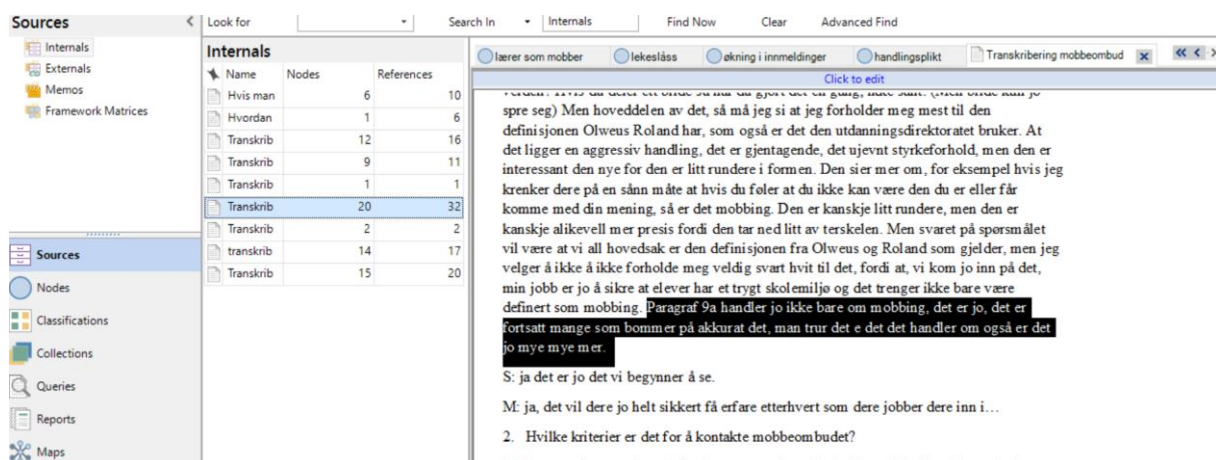 Sources
Look for
Search In
Internals
Find Now
Clear
Advanced Find
Internals
Externals
Memos
Framework Matrices
Sources
Nodes
Classifications
Collections
Queries
Reports
Maps
Internals
Name Nodes References
Hvis man 6 10
Hvordan 1 6
Transkrib 12 16
Transkrib 9 11
Transkrib 1 1
Transkrib 20 32
Transkrib 2 2
transkrib 14 17
Transkrib 15 20
lærer som mobber
lekeslåss
økning i innmeldinger
handlingsplikt
Transkribering mobbeombud
Click to edit
spre seg) Men hoveddelen av det, så må jeg si at jeg forholder meg mest til den
definisjonen Olweus Roland har, som også er det den utdanningsdirektoratet bruker. At
det ligger en aggressiv handling, det er gjentagende, det ujevnt styrkeforhold, men den er
interessant den nye for den er litt rundere i formen. Den sier mer om, for eksempel hvis jeg
krenker dere på en sånn måte at hvis du føler at du ikke kan være den du er eller får
komme med din mening, så er det mobbing. Den er kanskje litt rundere, men den er
kanskje alikevell mer presis fordi den tar ned litt av terskelen. Men svaret på spørsmålet
vil være at vi all hovedsak er den definisjonen fra Olweus og Roland som gjelder, men jeg
velger å ikke å ikke forholde meg veldig svart hvit til det, fordi at, vi kom jo inn på det,
min jobb er jo å sikre at elever har et trygt skolemiljø og det trenger ikke bare være
definert som mobbing. Paragraf 9a handler jo ikke bare om mobbing, det er jo, det er
fortsatt mange som bommer på akkurat det, man trur det e det det handler om også er det
jo mye mye mer.
S: ja det er jo det vi begynner å se.
M: ja, det vil dere jo helt sikkert få erfare etterhvert som dere jobber dere inn i…
2. Hvilke kriterier er det for å kontakte mobbeombudet?